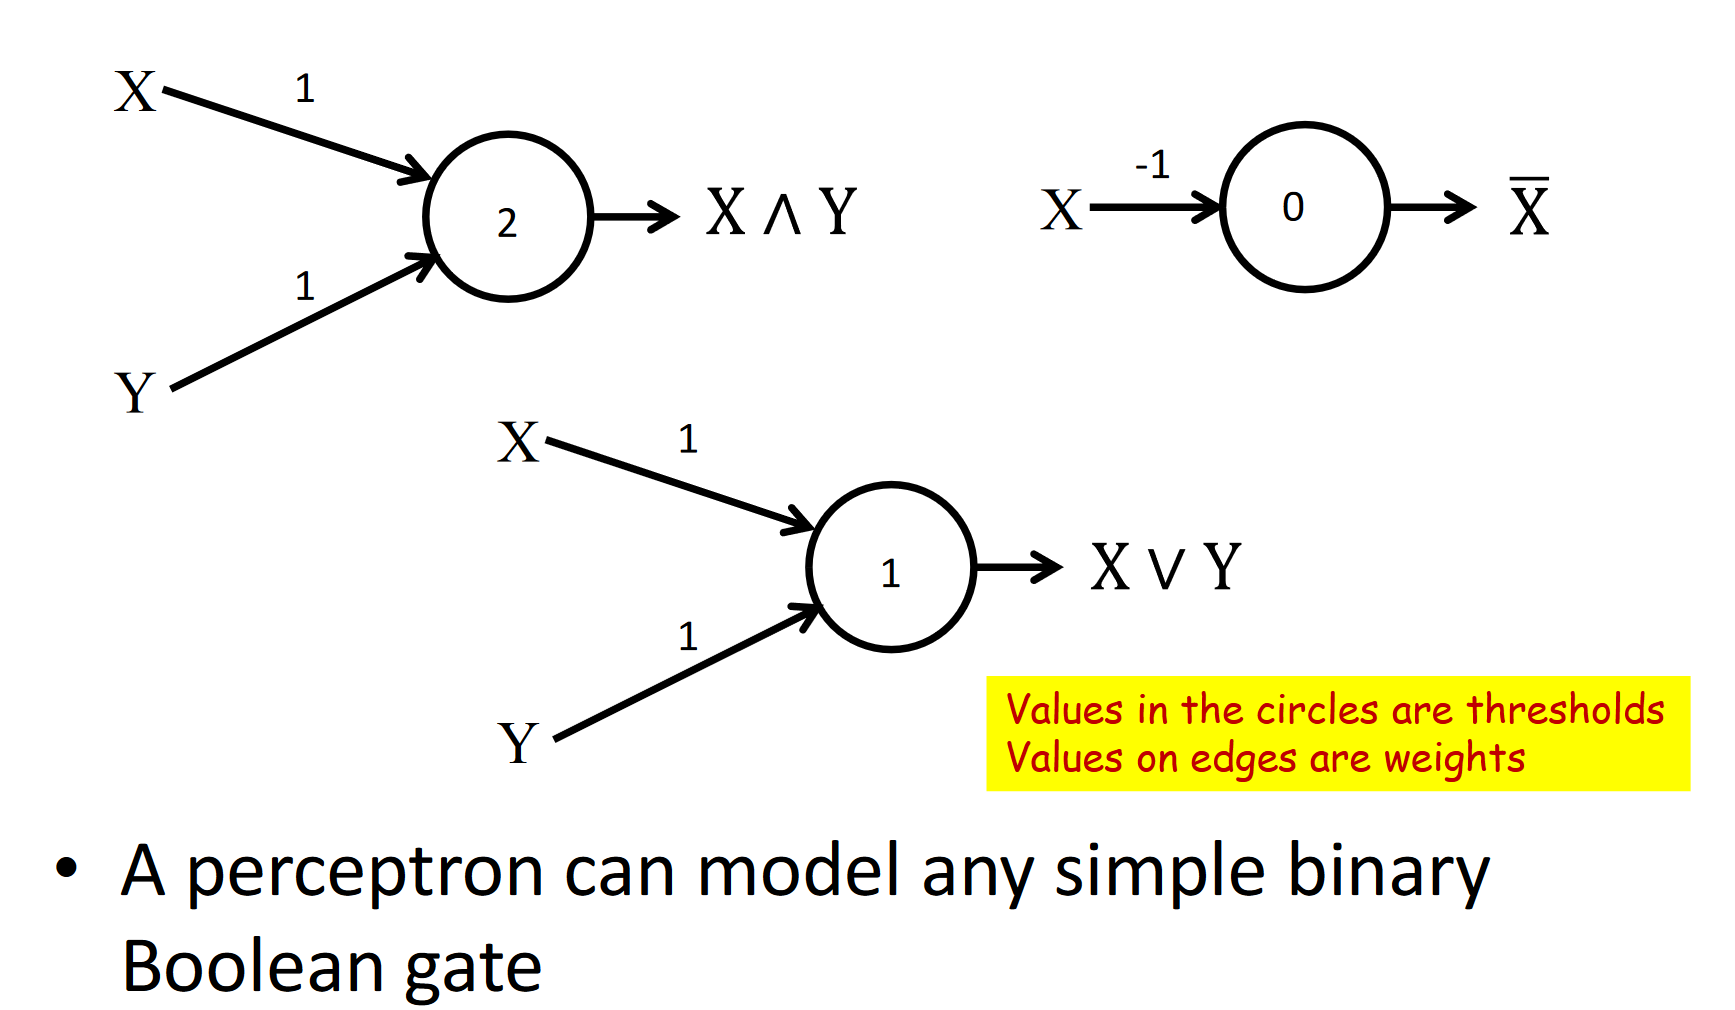 X
1
2
X ∧ Y
1
Y
X
-1
0
X̅
X
1
1
X ∨ Y
1
Y
Values in the circles are thresholds
Values on edges are weights
• A perceptron can model any simple binary
Boolean gate